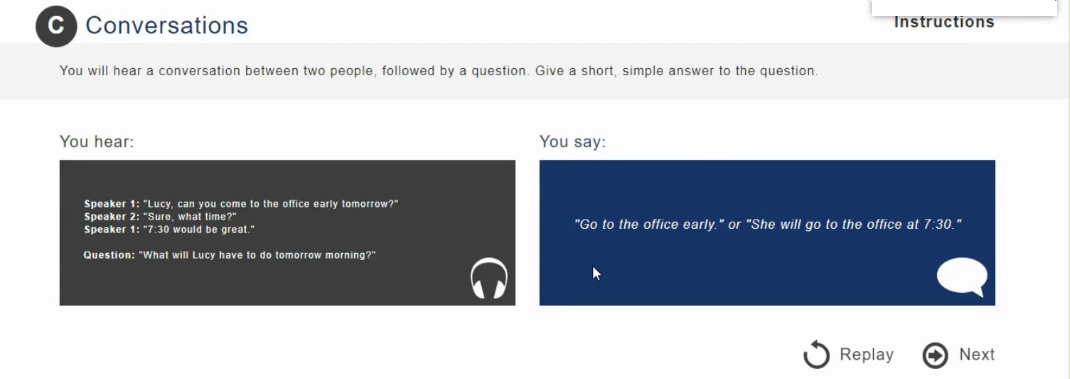 C Conversations
Instructions
You will hear a conversation between two people, followed by a question. Give a short, simple answer to the question.
You hear:
You say:
Speaker 1: "Lucy, can you come to the office early tomorrow?"
Speaker 2: "Sure, what time?"
Speaker 1: "7:30 would be great."
Question: "What will Lucy have to do tomorrow morning?"
"Go to the office early." or "She will go to the office at 7:30."
Replay
Next